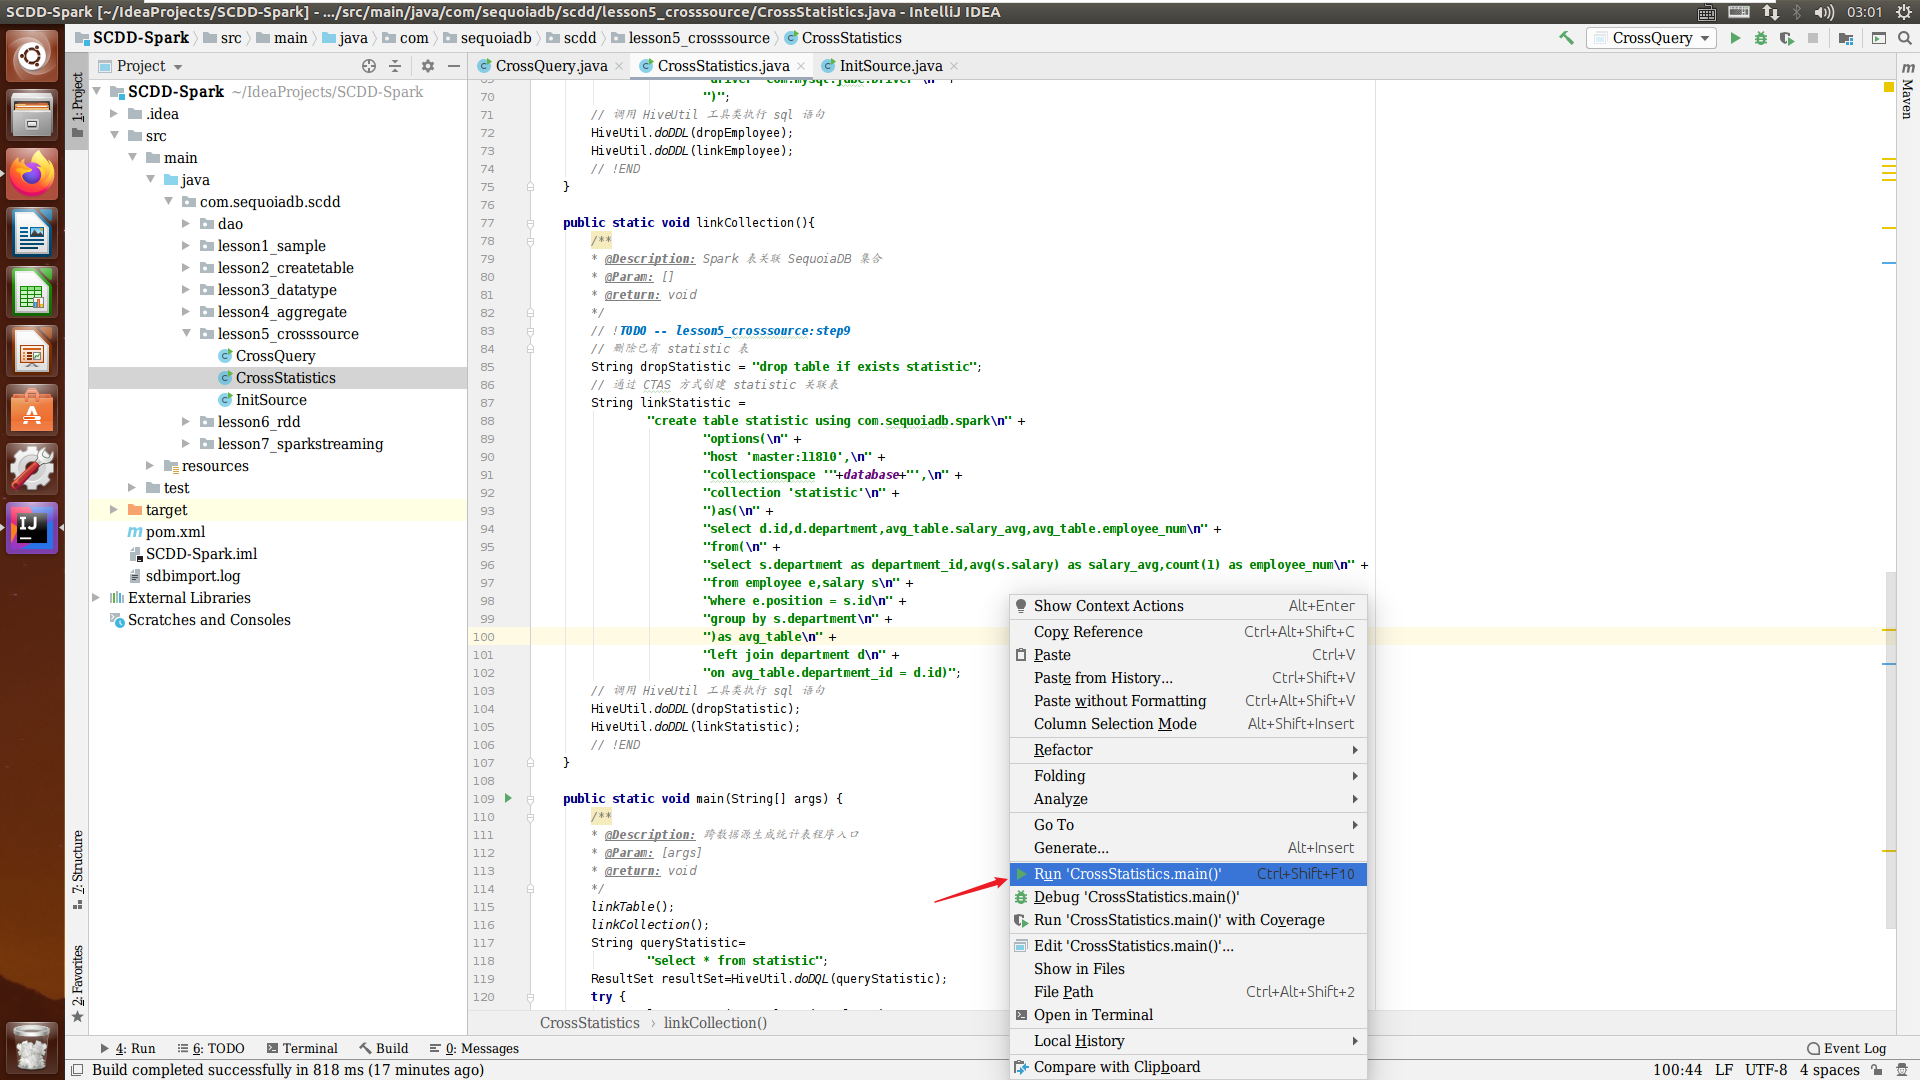 SCDD-Spark [~/IdeaProjects/SCDD-Spark] - .../src/main/java/com/sequoiadb/scdd/lesson5_crosssource/CrossStatistics.java - IntelliJ IDEA
03:01
SCDD-Spark
src
main
java
com
sequoiadb
scdd
lesson5_crosssource
CrossStatistics
CrossQuery
Project
CrossQuery.java
CrossStatistics.java
InitSource.java
1: Project
7: Structure
2: Favorites
m
Maven
SCDD-Spark ~/IdeaProjects/SCDD-Spark
.idea
src
main
java
com.sequoiadb.scdd
dao
lesson1_sample
lesson2_createtable
lesson3_datatype
lesson4_aggregate
lesson5_crosssource
CrossQuery
CrossStatistics
InitSource
lesson6_rdd
lesson7_sparkstreaming
resources
test
target
pom.xml
SCDD-Spark.iml
sdbimport.log
External Libraries
Scratches and Consoles
70 ")";
71 // 调用 HiveUtil 工具类执行 sql 语句
72 HiveUtil.doDDL(dropEmployee);
73 HiveUtil.doDDL(linkEmployee);
74 // !END
75 }
76
77 public static void linkCollection(){
78 /**
79 * @Description: Spark 表关联 SequoiaDB 集合
80 * @Param: []
81 * @return: void
82 */
83 // !TODO -- lesson5_crosssource:step9
84 // 删除已有 statistic 表
85 String dropStatistic = "drop table if exists statistic";
86 // 通过 CTAS 方式创建 statistic 关联表
87 String linkStatistic =
88 "create table statistic using com.sequoiadb.spark\n" +
89 "options(\n" +
90 "host 'master:11810',\n" +
91 "collectionspace '"+database+"',\n" +
92 "collection 'statistic'\n" +
93 ")as(\n" +
94 "select d.id,d.department,avg_table.salary_avg,avg_table.employee_num\n" +
95 "from(\n" +
96 "select s.department as department_id,avg(s.salary) as salary_avg,count(1) as employee_num\n" +
97 "from employee e,salary s\n" +
98 "where e.position = s.id\n" +
99 "group by s.department\n" +
100 ")as avg_table\n" +
101 "left join department d\n" +
102 "on avg_table.department_id = d.id)";
103 // 调用 HiveUtil 工具类执行 sql 语句
104 HiveUtil.doDDL(dropStatistic);
105 HiveUtil.doDDL(linkStatistic);
106 // !END
107 }
108
109 public static void main(String[] args) {
110 /**
111 * @Description: 跨数据源生成统计表程序入口
112 * @Param: [args]
113 * @return: void
114 */
115 linkTable();
116 linkCollection();
117 String queryStatistic=
118 "select * from statistic";
119 ResultSet resultSet=HiveUtil.doDQL(queryStatistic);
120 try {
CrossStatistics
linkCollection()
Show Context Actions Alt+Enter
Copy Reference Ctrl+Alt+Shift+C
Paste Ctrl+V
Paste from History... Ctrl+Shift+V
Paste without Formatting Ctrl+Alt+Shift+V
Column Selection Mode Alt+Shift+Insert
Refactor
Folding
Analyze
Go To
Generate... Alt+Insert
Run 'CrossStatistics.main()' Ctrl+Shift+F10
Debug 'CrossStatistics.main()'
Run 'CrossStatistics.main()' with Coverage
Edit 'CrossStatistics.main()'...
Show in Files
File Path Ctrl+Alt+Shift+2
Open in Terminal
Local History
Compare with Clipboard
4: Run
6: TODO
Terminal
Build
0: Messages
Event Log
Build completed successfully in 818 ms (17 minutes ago)
100:44 LF UTF-8 4 spaces